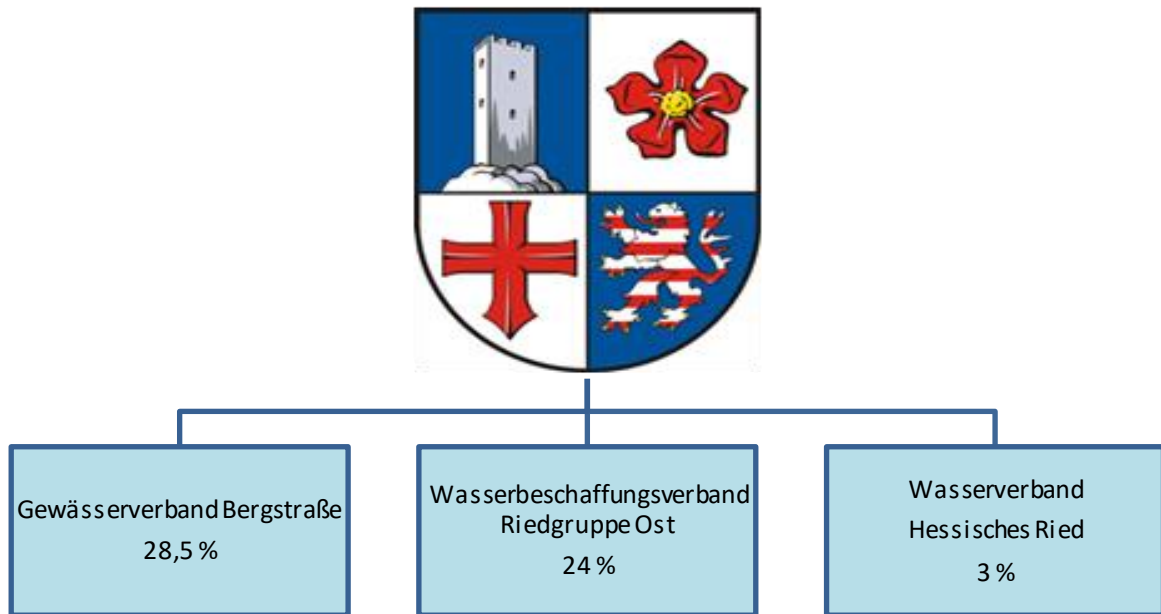 Gewässerverband Bergstraße
28,5 %
Wasserbeschaffungsverband
Riedgruppe Ost
24 %
Wasserverband
Hessisches Ried
3 %